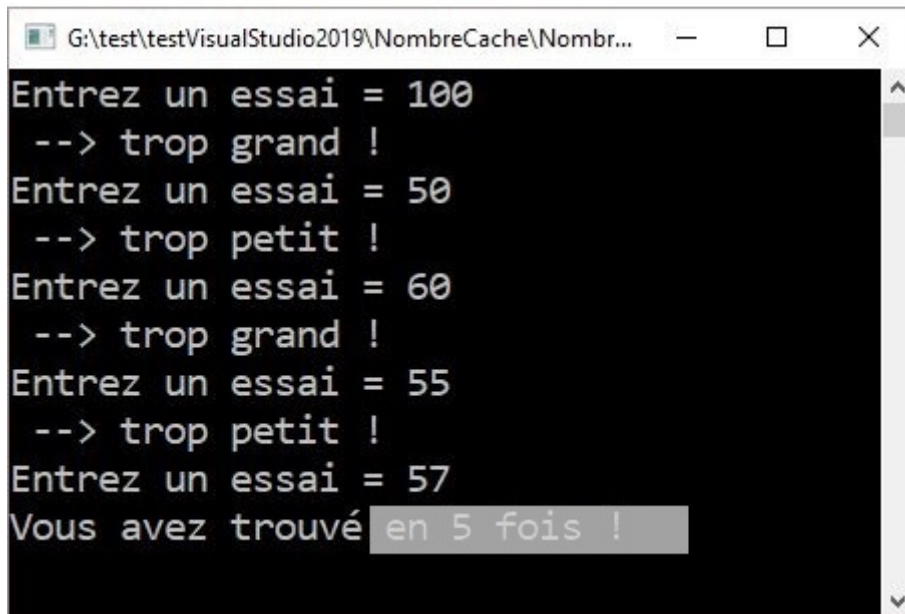 G:\test\testVisualStudio2019\NombreCache\Nombr...
Entrez un essai = 100
--> trop grand !
Entrez un essai = 50
--> trop petit !
Entrez un essai = 60
--> trop grand !
Entrez un essai = 55
--> trop petit !
Entrez un essai = 57
Vous avez trouvé en 5 fois !